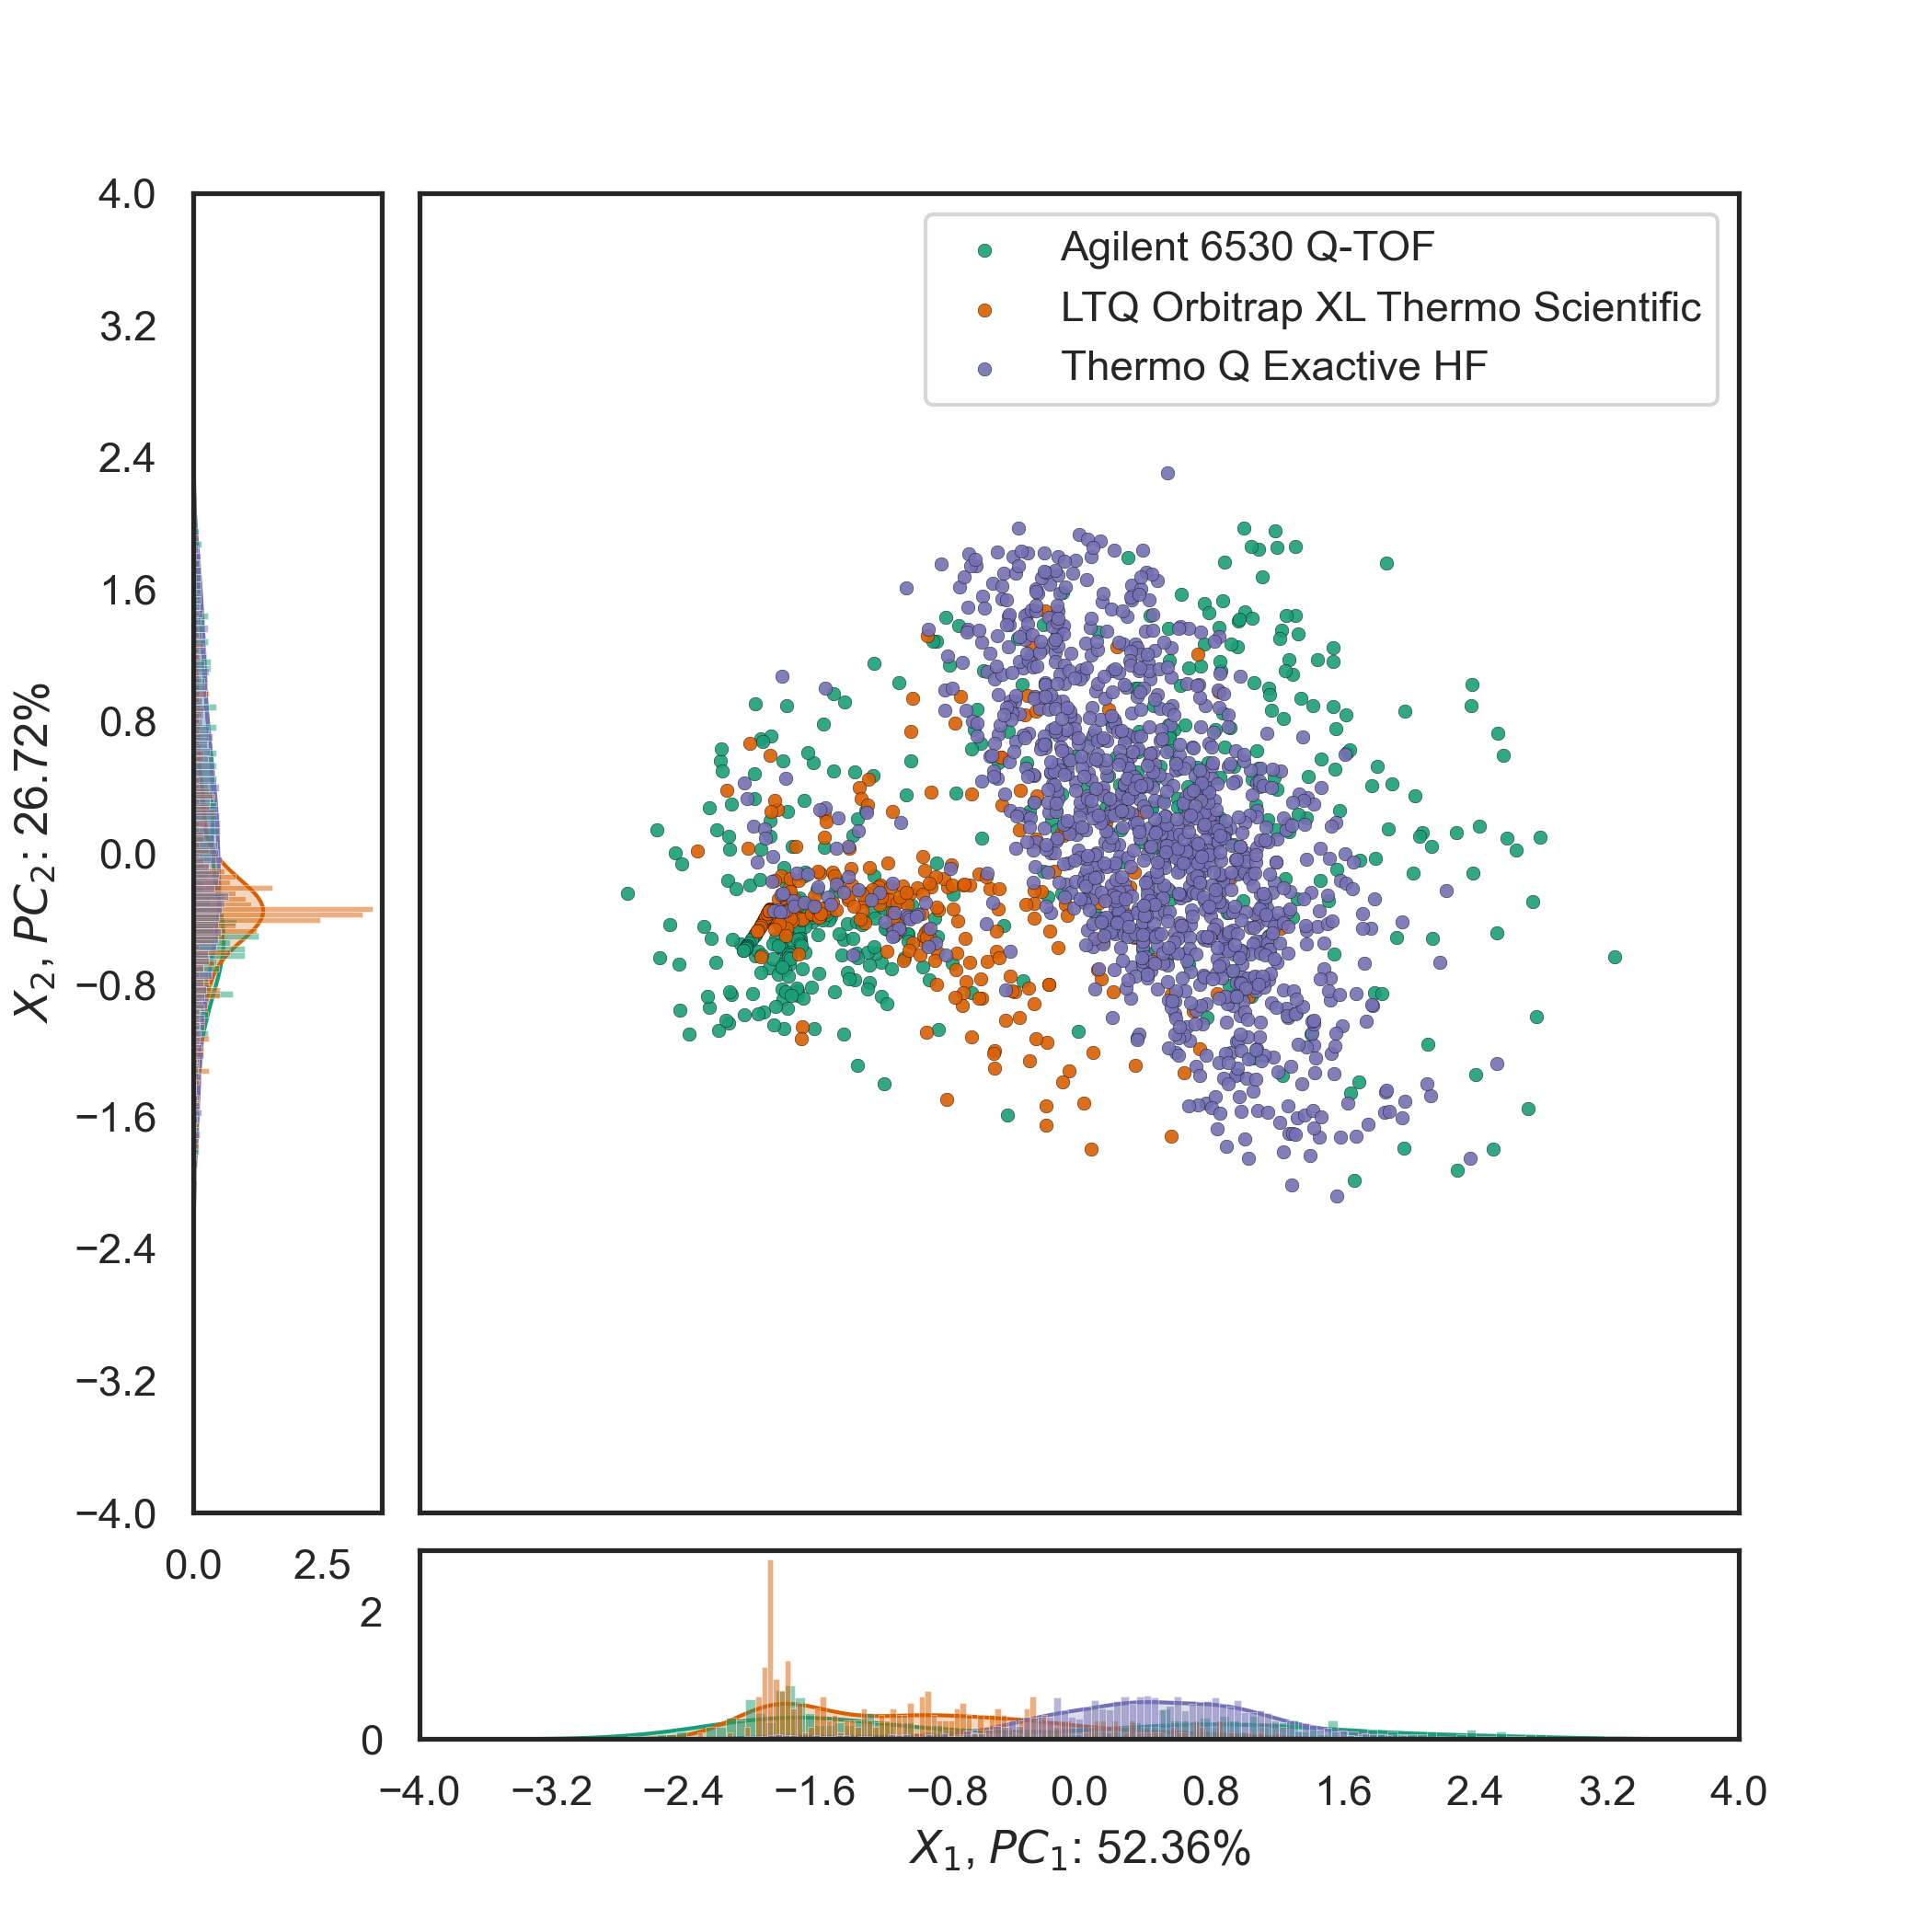 Agilent 6530 Q-TOF
LTQ Orbitrap XL Thermo Scientific
Thermo Q Exactive HF
4.0
3.2
2.4
1.6
0.8
0.0
−0.8
−1.6
−2.4
−3.2
−4.0
X₂, PC₂: 26.72%
0.0 2.5
2
0
−4.0 −3.2 −2.4 −1.6 −0.8 0.0 0.8 1.6 2.4 3.2 4.0
X₁, PC₁: 52.36%